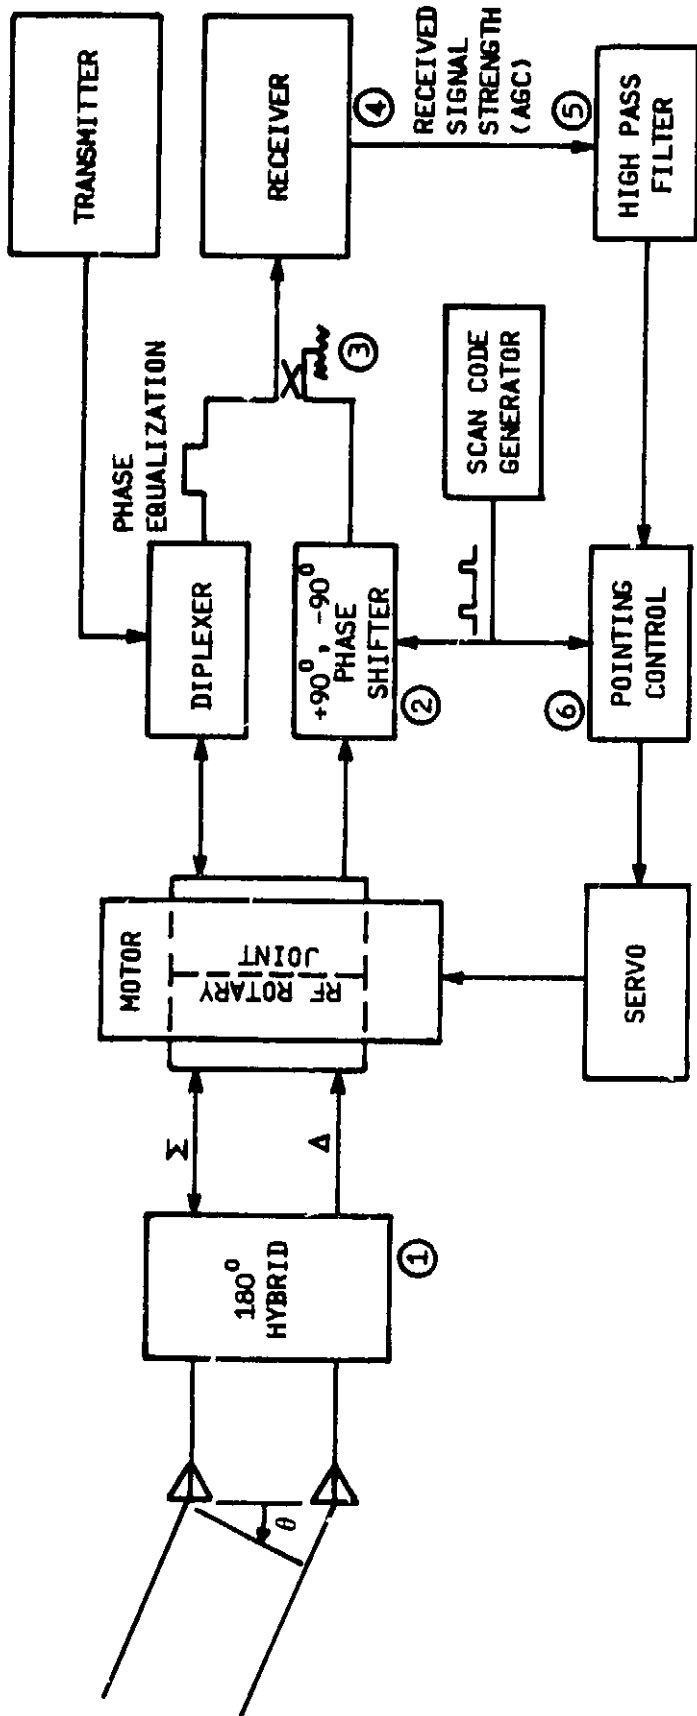 TRANSMITTER
RECEIVER
④
RECEIVED
SIGNAL
STRENGTH
(AGC)
⑤
HIGH PASS
FILTER
PHASE
EQUALIZATION
③
SCAN CODE
GENERATOR
DIPLEXER
+90°, -90°
PHASE
SHIFTER
②
⑥
POINTING
CONTROL
MOTOR
RF ROTARY
JOINT
SERVO
Σ
Δ
180°
HYBRID
①
θ